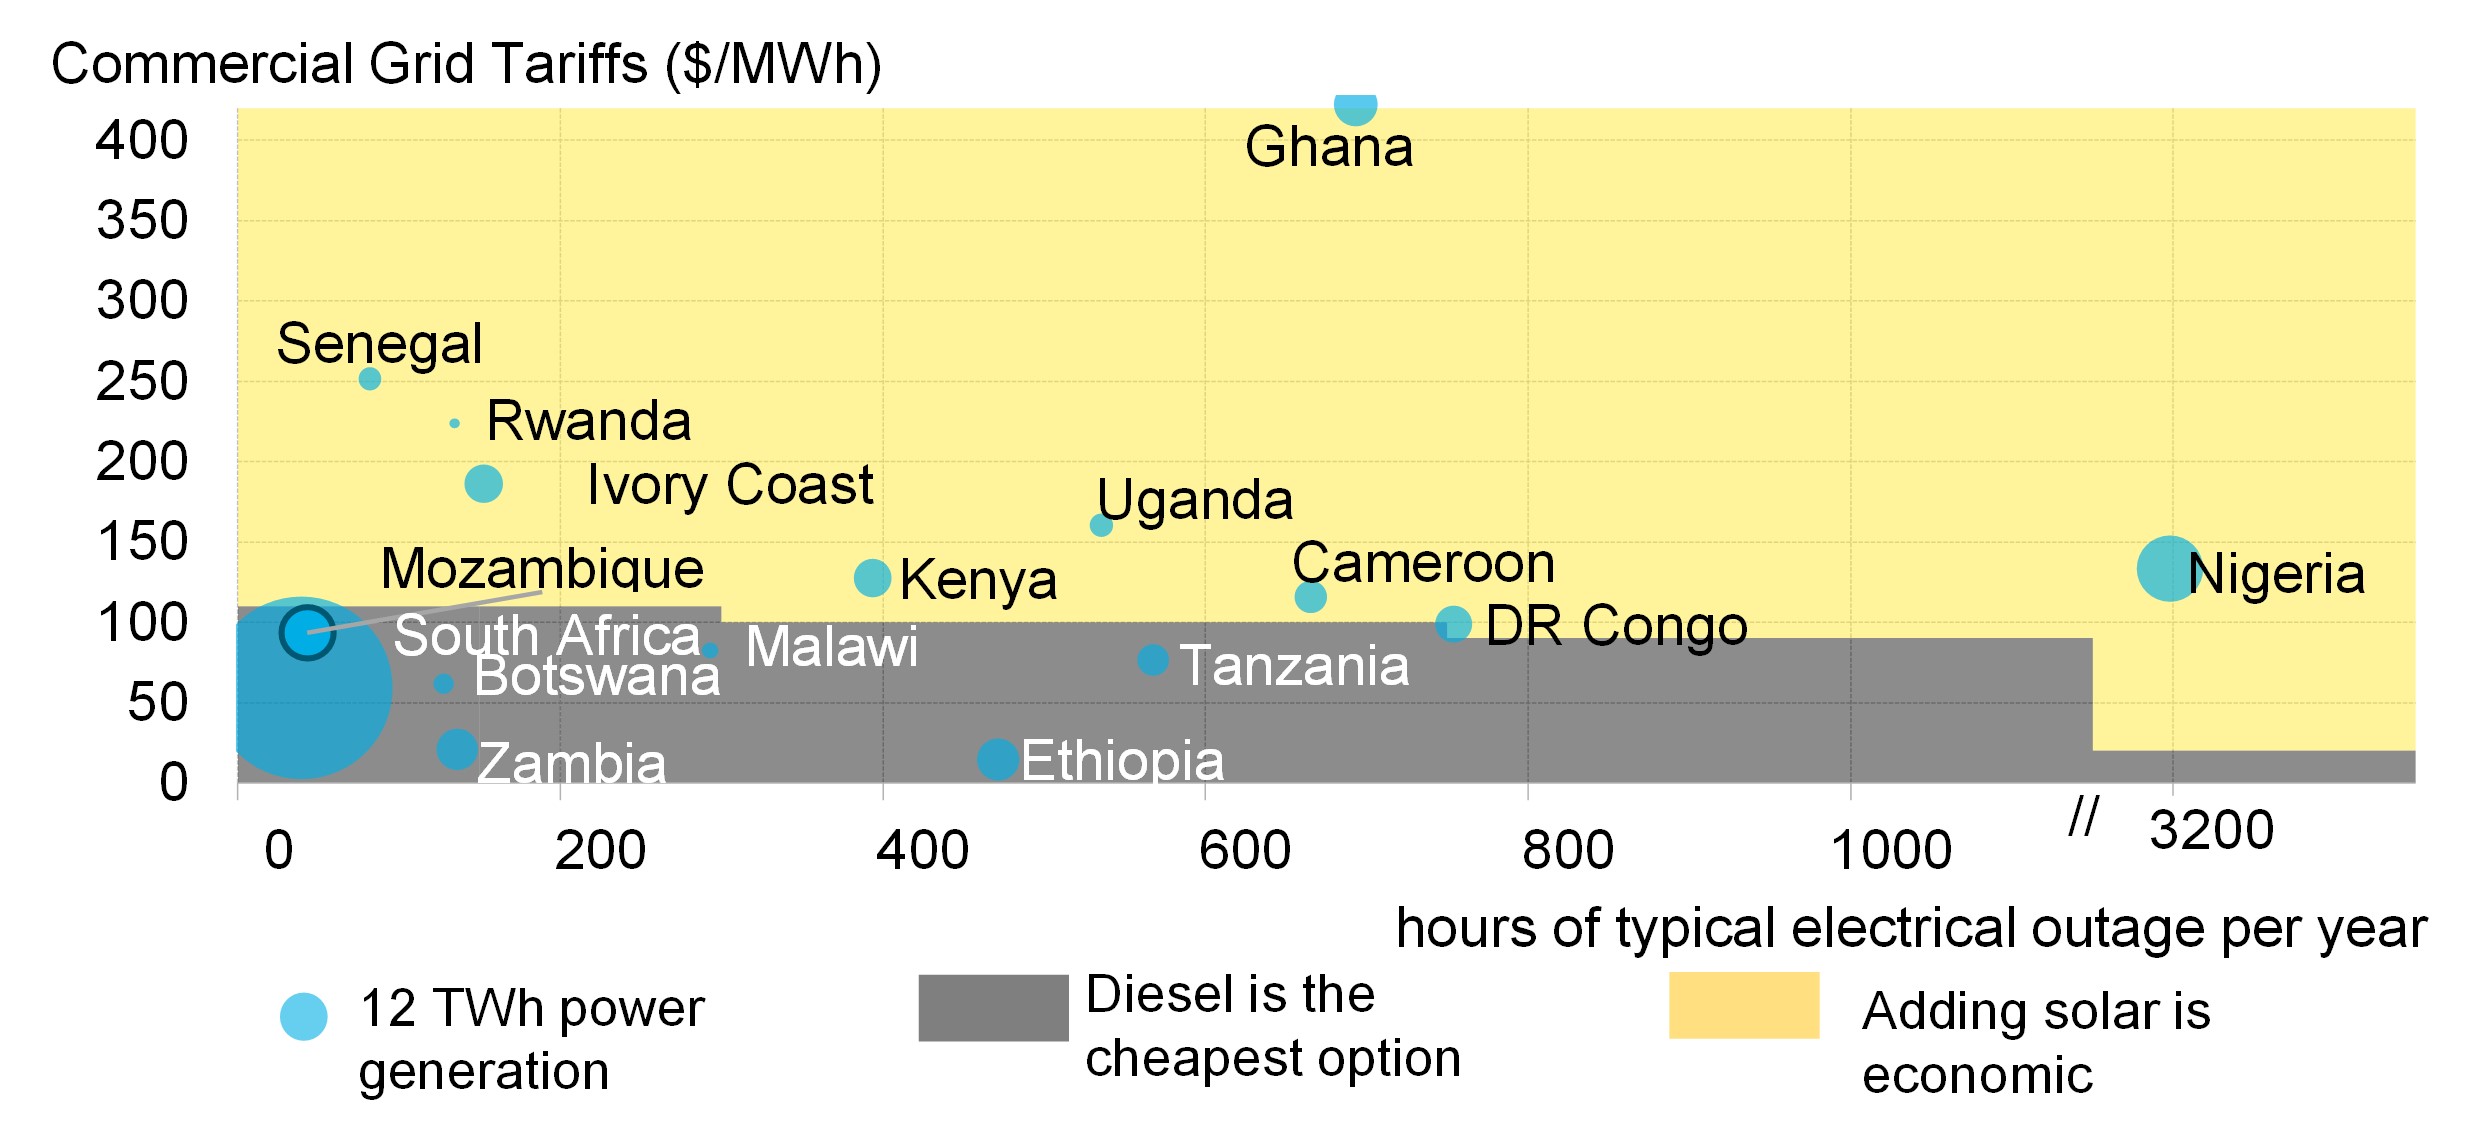 Commercial Grid Tariffs ($/MWh)
400
Ghana
350
300
Senegal
250
Rwanda
200
Ivory Coast
Uganda
150
Mozambique
Kenya
Cameroon
Nigeria
100
South Africa
Malawi
DR Congo
Botswana
Tanzania
50
Zambia
Ethiopia
0
0 200 400 600 800 1000 // 3200
hours of typical electrical outage per year
12 TWh power
generation
Diesel is the
cheapest option
Adding solar is
economic